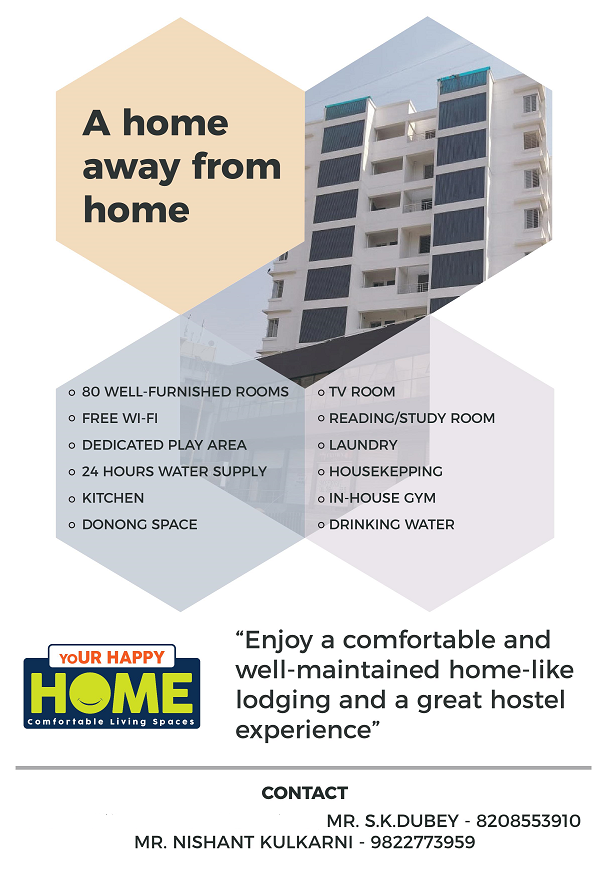 A home
away from
home
80 WELL-FURNISHED ROOMS
FREE WI-FI
DEDICATED PLAY AREA
24 HOURS WATER SUPPLY
KITCHEN
DONONG SPACE
TV ROOM
READING/STUDY ROOM
LAUNDRY
HOUSEKEPPING
IN-HOUSE GYM
DRINKING WATER
YOUR HAPPY
HOME
Comfortable Living Spaces
“Enjoy a comfortable and
well-maintained home-like
lodging and a great hostel
experience”
CONTACT
MR. S.K.DUBEY - 8208553910
MR. NISHANT KULKARNI - 9822773959